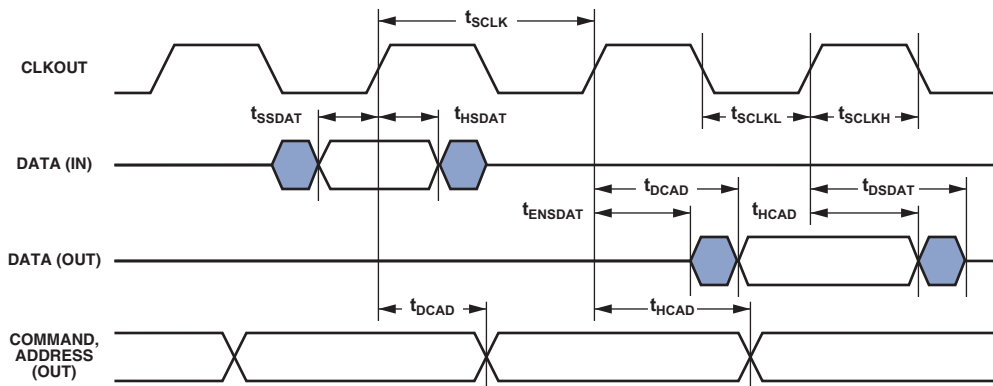 tSCLK
CLKOUT
tSSDAT
tHSDAT
tSCLKL
tSCLKH
DATA (IN)
tDCAD
tDSDAT
tENSDAT
tHCAD
DATA (OUT)
tDCAD
tHCAD
COMMAND,
ADDRESS
(OUT)